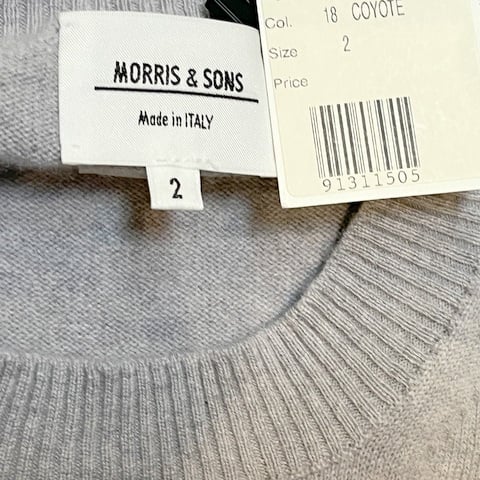 MORRIS & SONS
Made in ITALY
2
Col. 18 COYOTE
Size 2
Price
91311505